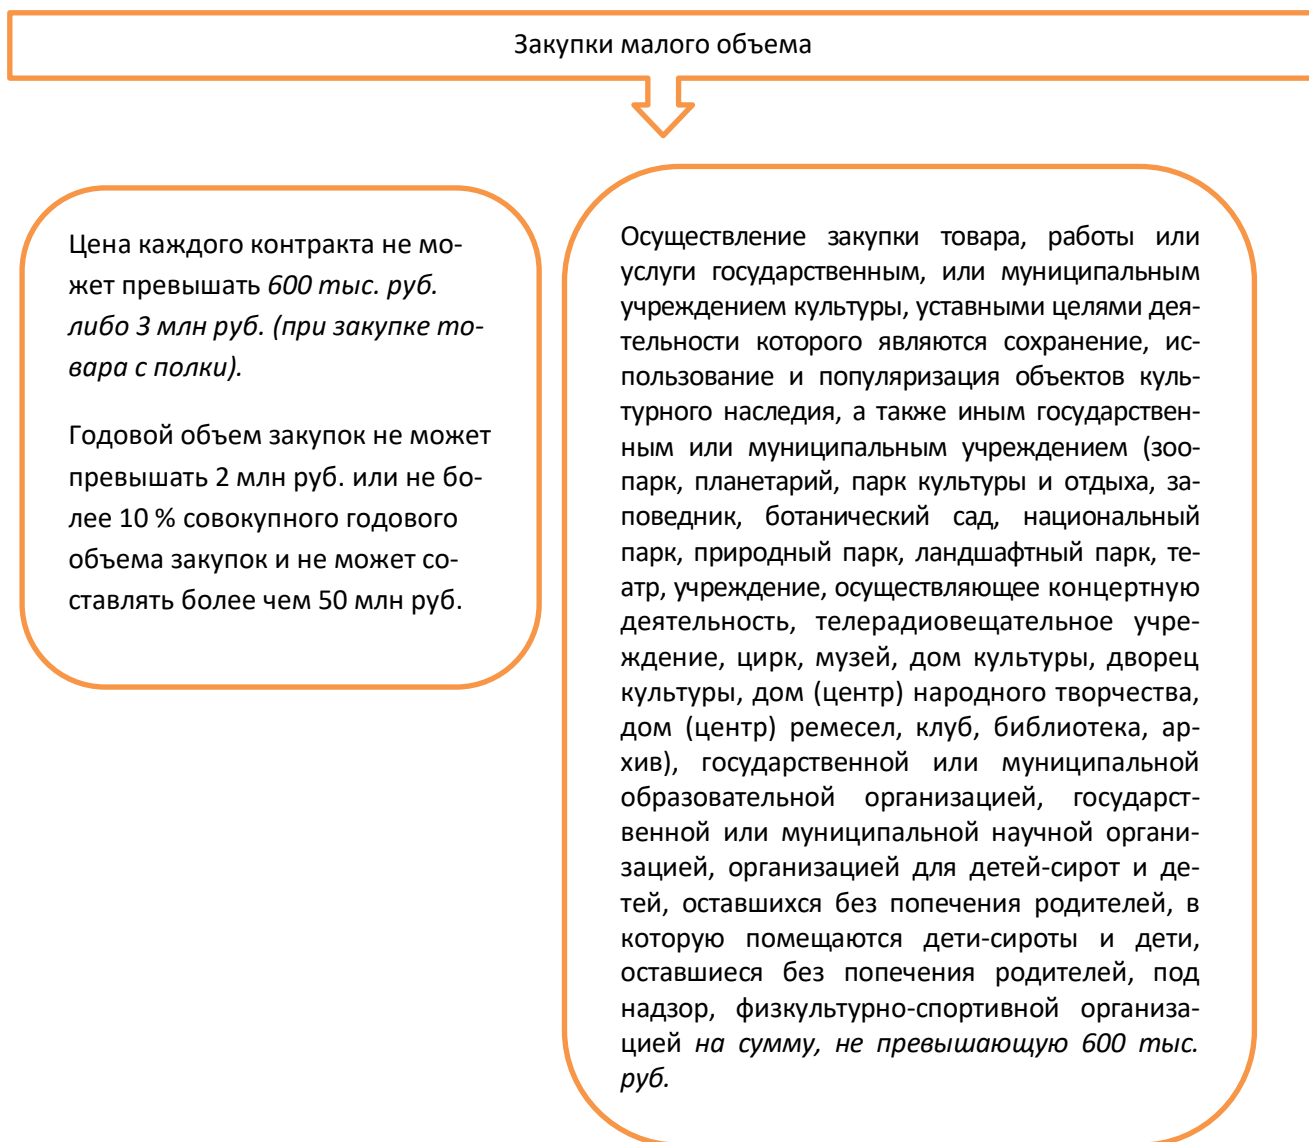 Закупки малого объема
Цена каждого контракта не мо-
жет превышать 600 тыс. руб.
либо 3 млн руб. (при закупке то-
вара с полки).
Годовой объем закупок не может
превышать 2 млн руб. или не бо-
лее 10 % совокупного годового
объема закупок и не может со-
ставлять более чем 50 млн руб.
Осуществление закупки товара, работы или
услуги государственным, или муниципальным
учреждением культуры, уставными целями дея-
тельности которого являются сохранение, ис-
пользование и популяризация объектов куль-
турного наследия, а также иным государствен-
ным или муниципальным учреждением (зоо-
парк, планетарий, парк культуры и отдыха, за-
поведник, ботанический сад, национальный
парк, природный парк, ландшафтный парк, те-
атр, учреждение, осуществляющее концертную
деятельность, телерадиовещательное учре-
ждение, цирк, музей, дом культуры, дворец
культуры, дом (центр) народного творчества,
дом (центр) ремесел, клуб, библиотека, ар-
хив), государственной или муниципальной
образовательной организацией, государст-
венной или муниципальной научной органи-
зацией, организацией для детей-сирот и де-
тей, оставшихся без попечения родителей, в
которую помещаются дети-сироты и дети,
оставшиеся без попечения родителей, под
надзор, физкультурно-спортивной организа-
цией на сумму, не превышающую 600 тыс.
руб.